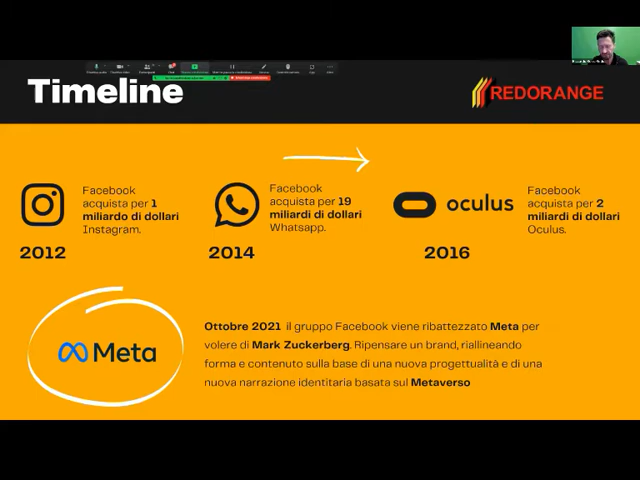 Timeline
REDORANGE
Facebook
acquista per 1
miliardo di dollari
Instagram.
2012
Facebook
acquista per 19
miliardi di dollari
Whatsapp.
2014
oculus
Facebook
acquista per 2
miliardi di dollari
Oculus.
2016
Meta
Ottobre 2021 il gruppo Facebook viene ribattezzato Meta per
volere di Mark Zuckerberg. Ripensare un brand, riallineando
forma e contenuto sulla base di una nuova progettualità e di una
nuova narrazione identitaria basata sul Metaverso